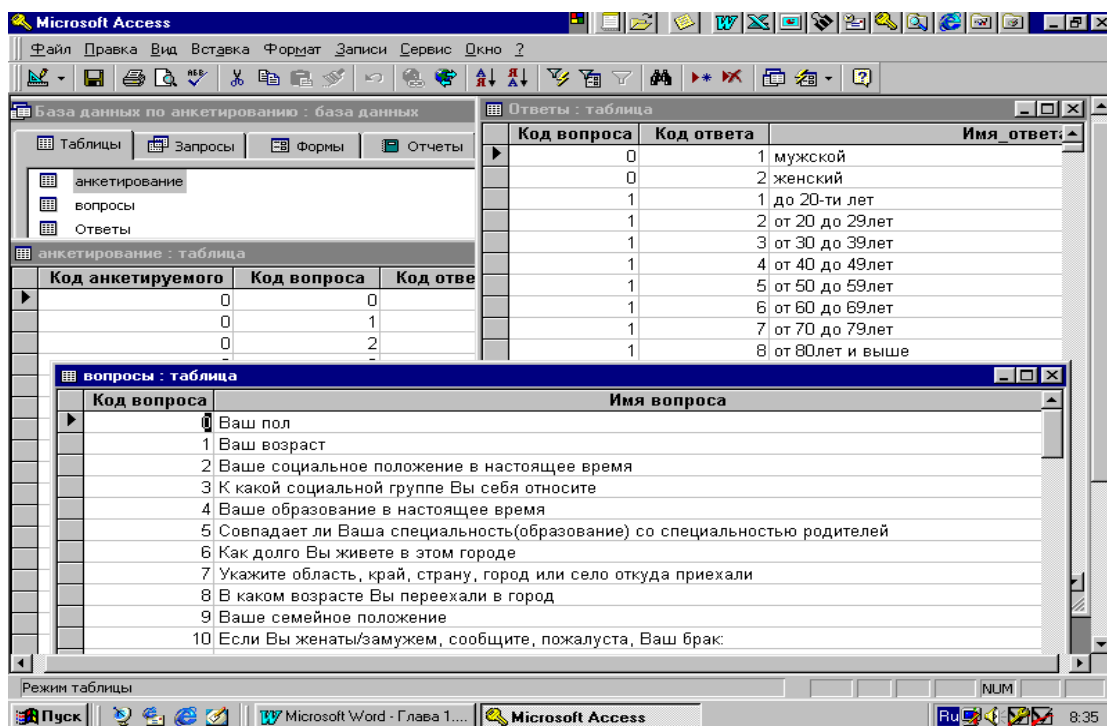 Microsoft Access
Файл Правка Вид Вставка Формат Записи Сервис Окно ?
База данных по анкетированию : база данных
Таблицы Запросы Формы Отчеты
анкетирование
вопросы
Ответы
Ответы : таблица
Код вопроса Код ответа Имя_ответа
0 1 мужской
0 2 женский
1 1 до 20-ти лет
1 2 от 20 до 29лет
1 3 от 30 до 39лет
1 4 от 40 до 49лет
1 5 от 50 до 59лет
1 6 от 60 до 69лет
1 7 от 70 до 79лет
1 8 от 80лет и выше
анкетирование : таблица
Код анкетируемого Код вопроса Код отве
0 0
0 1
0 2
вопросы : таблица
Код вопроса Имя вопроса
0 Ваш пол
1 Ваш возраст
2 Ваше социальное положение в настоящее время
3 К какой социальной группе Вы себя относите
4 Ваше образование в настоящее время
5 Совпадает ли Ваша специальность(образование) со специальностью родителей
6 Как долго Вы живете в этом городе
7 Укажите область, край, страну, город или село откуда приехали
8 В каком возрасте Вы переехали в город
9 Ваше семейное положение
10 Если Вы женаты/замужем, сообщите, пожалуста, Ваш брак:
Режим таблицы NUM
Пуск Microsoft Word - Глава 1.... Microsoft Access Ru 8:35